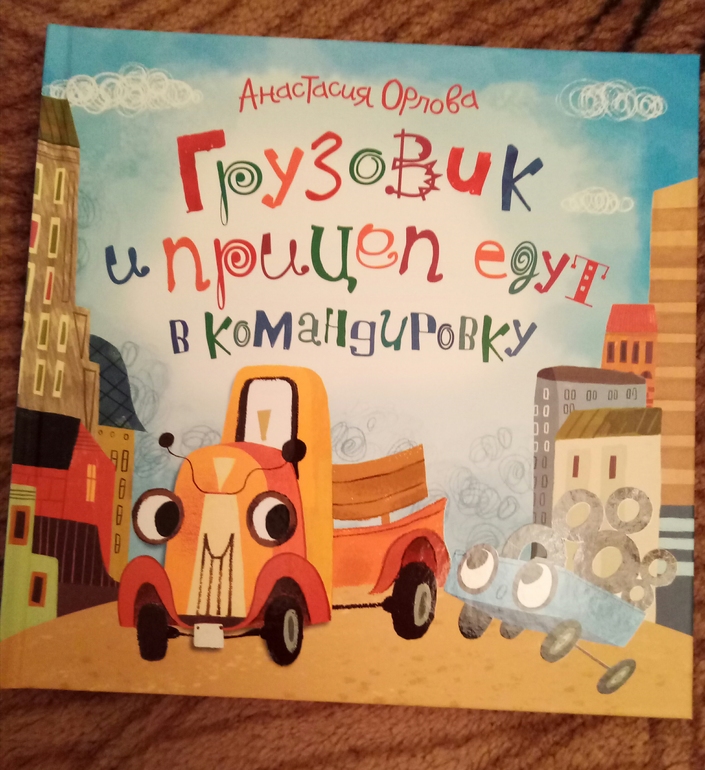 Анастасия Орлова
Грузовик
и прицеп едут
в командировку